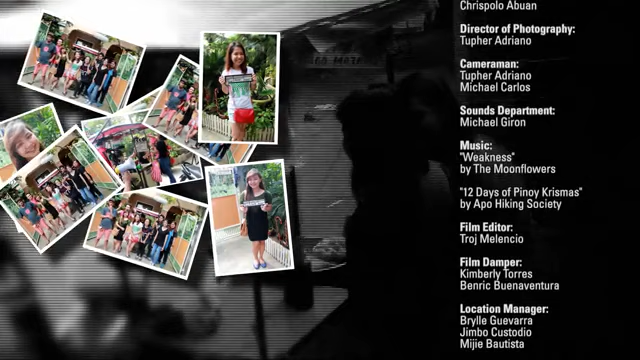 Chrispolo Abuan
Director of Photography:
Tupher Adriano
Cameraman:
Tupher Adriano
Michael Carlos
Sounds Department:
Michael Giron
Music:
"Weakness"
by The Moonflowers
"12 Days of Pinoy Krismas"
by Apo Hiking Society
Film Editor:
Troj Melencio
Film Damper:
Kimberly Torres
Benric Buenaventura
Location Manager:
Brylle Guevarra
Jimbo Custodio
Mijie Bautista